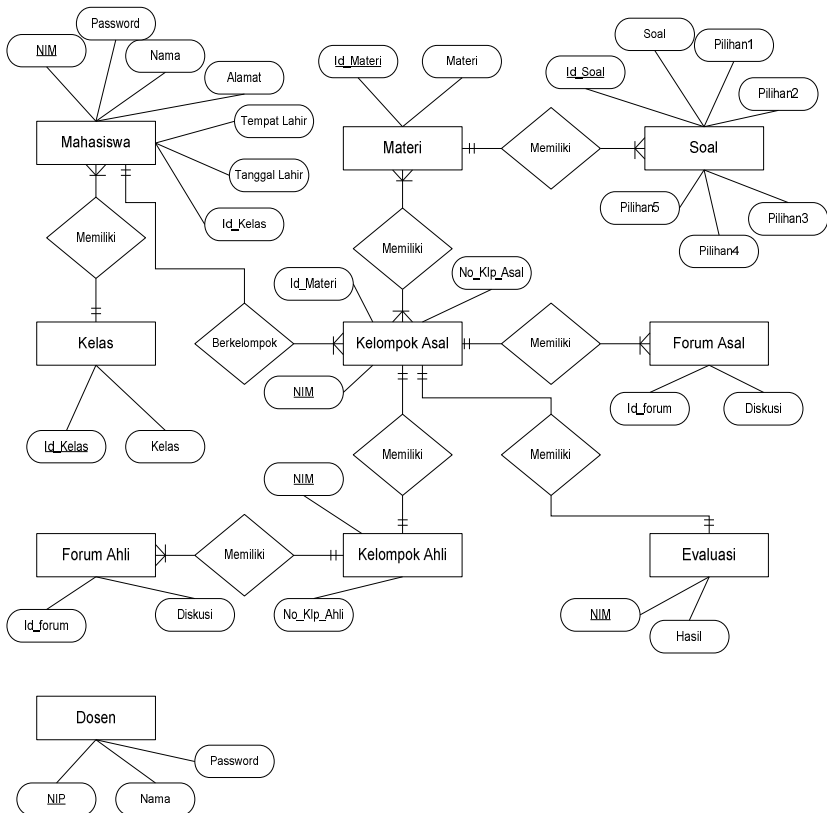 Password
NIM
Nama
Alamat
Tempat Lahir
Tanggal Lahir
Id_Kelas
Mahasiswa
Memiliki
Kelas
Id_Kelas
Kelas
Id_Materi
Materi
Materi
Memiliki
Soal
Pilihan1
Id_Soal
Pilihan2
Soal
Pilihan5
Pilihan3
Pilihan4
Memiliki
Id_Materi
No_Klp_Asal
Berkelompok
Kelompok Asal
NIM
Memiliki
Forum Asal
Id_forum
Diskusi
Memiliki
Memiliki
NIM
Forum Ahli
Memiliki
Kelompok Ahli
Evaluasi
Id_forum
Diskusi
No_Klp_Ahli
NIM
Hasil
Dosen
Password
NIP
Nama